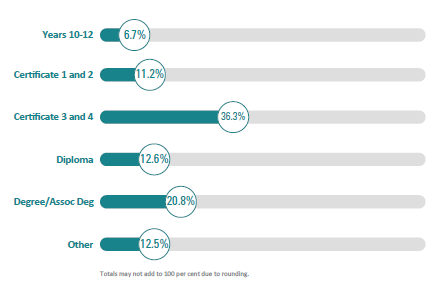 Years 10-12 6.7%
Certificate 1 and 2 11.2%
Certificate 3 and 4 36.3%
Diploma 12.6%
Degree/Assoc Deg 20.8%
Other 12.5%
Totals may not add to 100 per cent due to rounding.